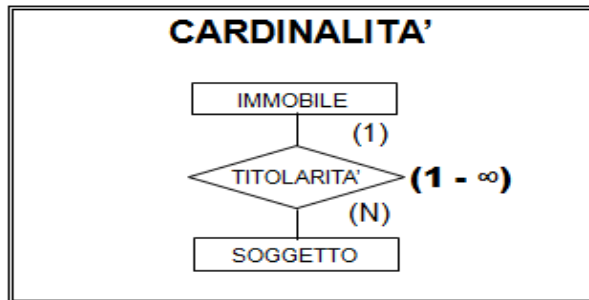 CARDINALITA'
IMMOBILE
(1)
TITOLARITA' (1 - ∞)
(N)
SOGGETTO